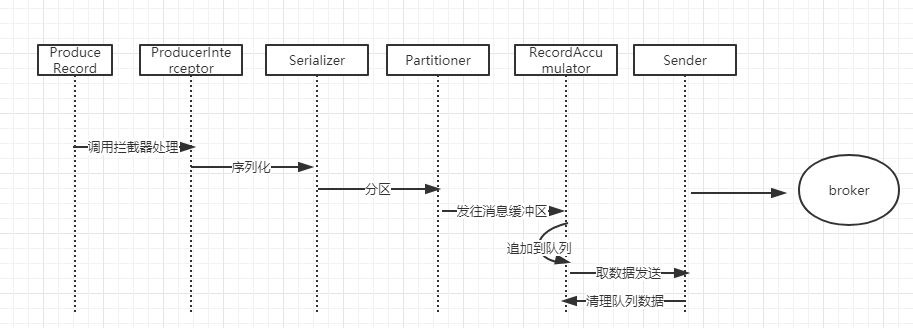 Produce
Record
ProducerInte
rceptor
Serializer
Partitioner
RecordAccu
mulator
Sender
调用拦截器处理
序列化
分区
broker
发往消息缓冲区
追加到队列
取数据发送
清理队列数据